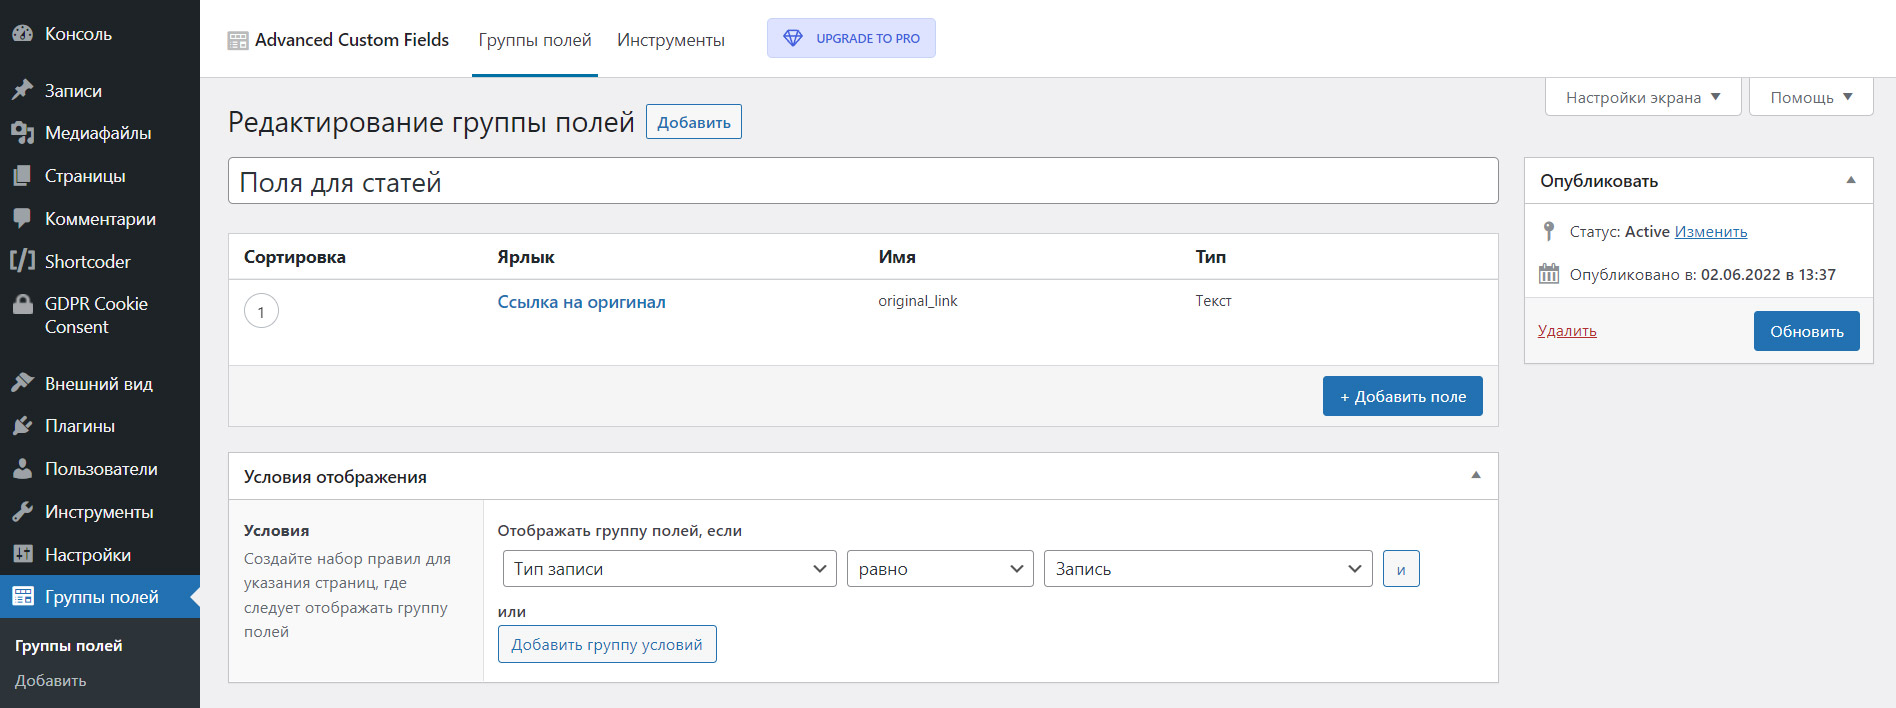 Консоль
Записи
Медиафайлы
Страницы
Комментарии
Shortcoder
GDPR Cookie
Consent
Внешний вид
Плагины
Пользователи
Инструменты
Настройки
Группы полей
Группы полей
Добавить
Advanced Custom Fields
Группы полей
Инструменты
UPGRADE TO PRO
Настройки экрана
Помощь
Редактирование группы полей
Добавить
Поля для статей
Сортировка Ярлык Имя Тип
1 Ссылка на оригинал original_link Текст
+ Добавить поле
Условия отображения
Условия
Создайте набор правил для
указания страниц, где
следует отображать группу
полей
Отображать группу полей, если
Тип записи равно Запись и
или
Добавить группу условий
Опубликовать
Статус: Active Изменить
Опубликовано в: 02.06.2022 в 13:37
Удалить
Обновить